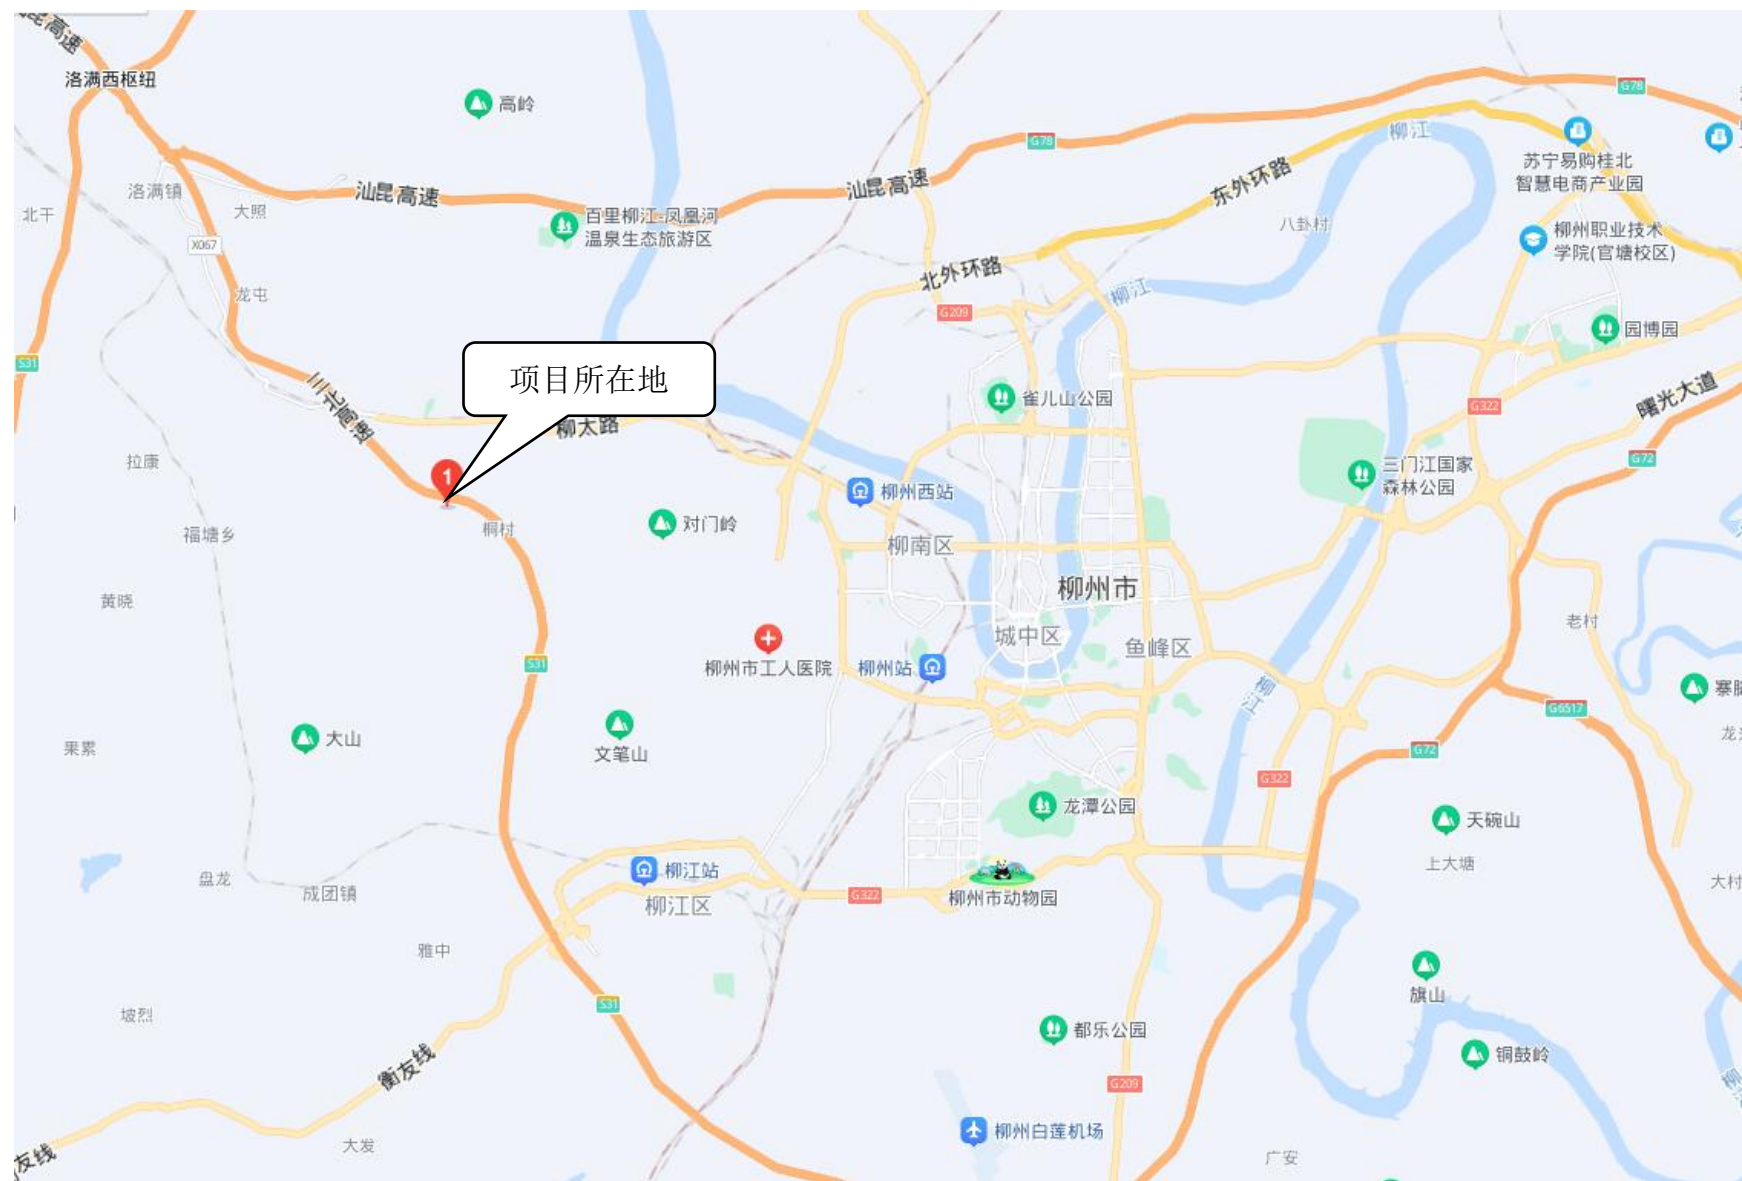 昆高速
洛满西枢纽
高岭
G78
G78
柳江
苏宁易购桂北
智慧电商产业园
洛满镇
大照
北干
汕昆高速
汕昆高速
东外环路
百里柳江-凤凰河
温泉生态旅游区
八卦村
柳州职业技术
学院(官塘校区)
X067
龙屯
北外环路
柳江
G209
园博园
S31
项目所在地
三北高速
柳太路
雀儿山公园
G322
曙光大道
拉康
1
柳州西站
三门江国家
森林公园
G72
福塘乡
桐村
对门岭
柳南区
黄晓
柳州市
老村
城中区
鱼峰区
柳州市工人医院
柳州站
S31
柳江
G6517
寨
果累
大山
文笔山
龙
G72
G322
龙潭公园
天碗山
上大塘
盘龙
成团镇
柳江站
柳江区
G322
柳州市动物园
大村
雅中
坡烈
S31
旗山
都乐公园
铜鼓岭
衡友线
G209
柳
柳州白莲机场
大发
友线
广安